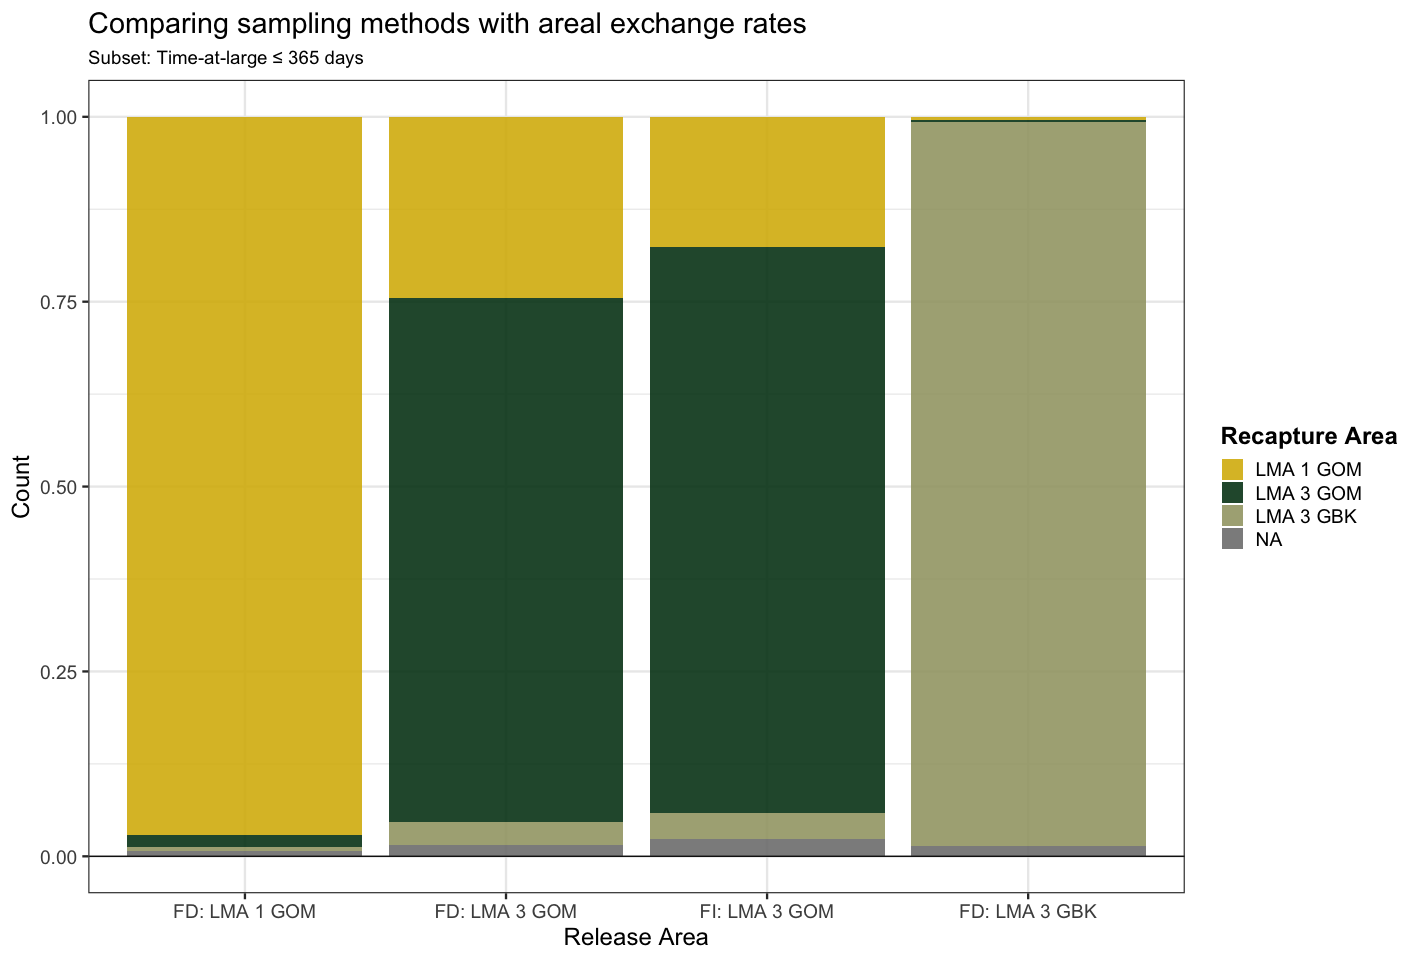 Comparing sampling methods with areal exchange rates
Subset: Time-at-large ≤ 365 days
Count
1.00
0.75
0.50
0.25
0.00
FD: LMA 1 GOM
FD: LMA 3 GOM
FI: LMA 3 GOM
FD: LMA 3 GBK
Release Area
Recapture Area
LMA 1 GOM
LMA 3 GOM
LMA 3 GBK
NA